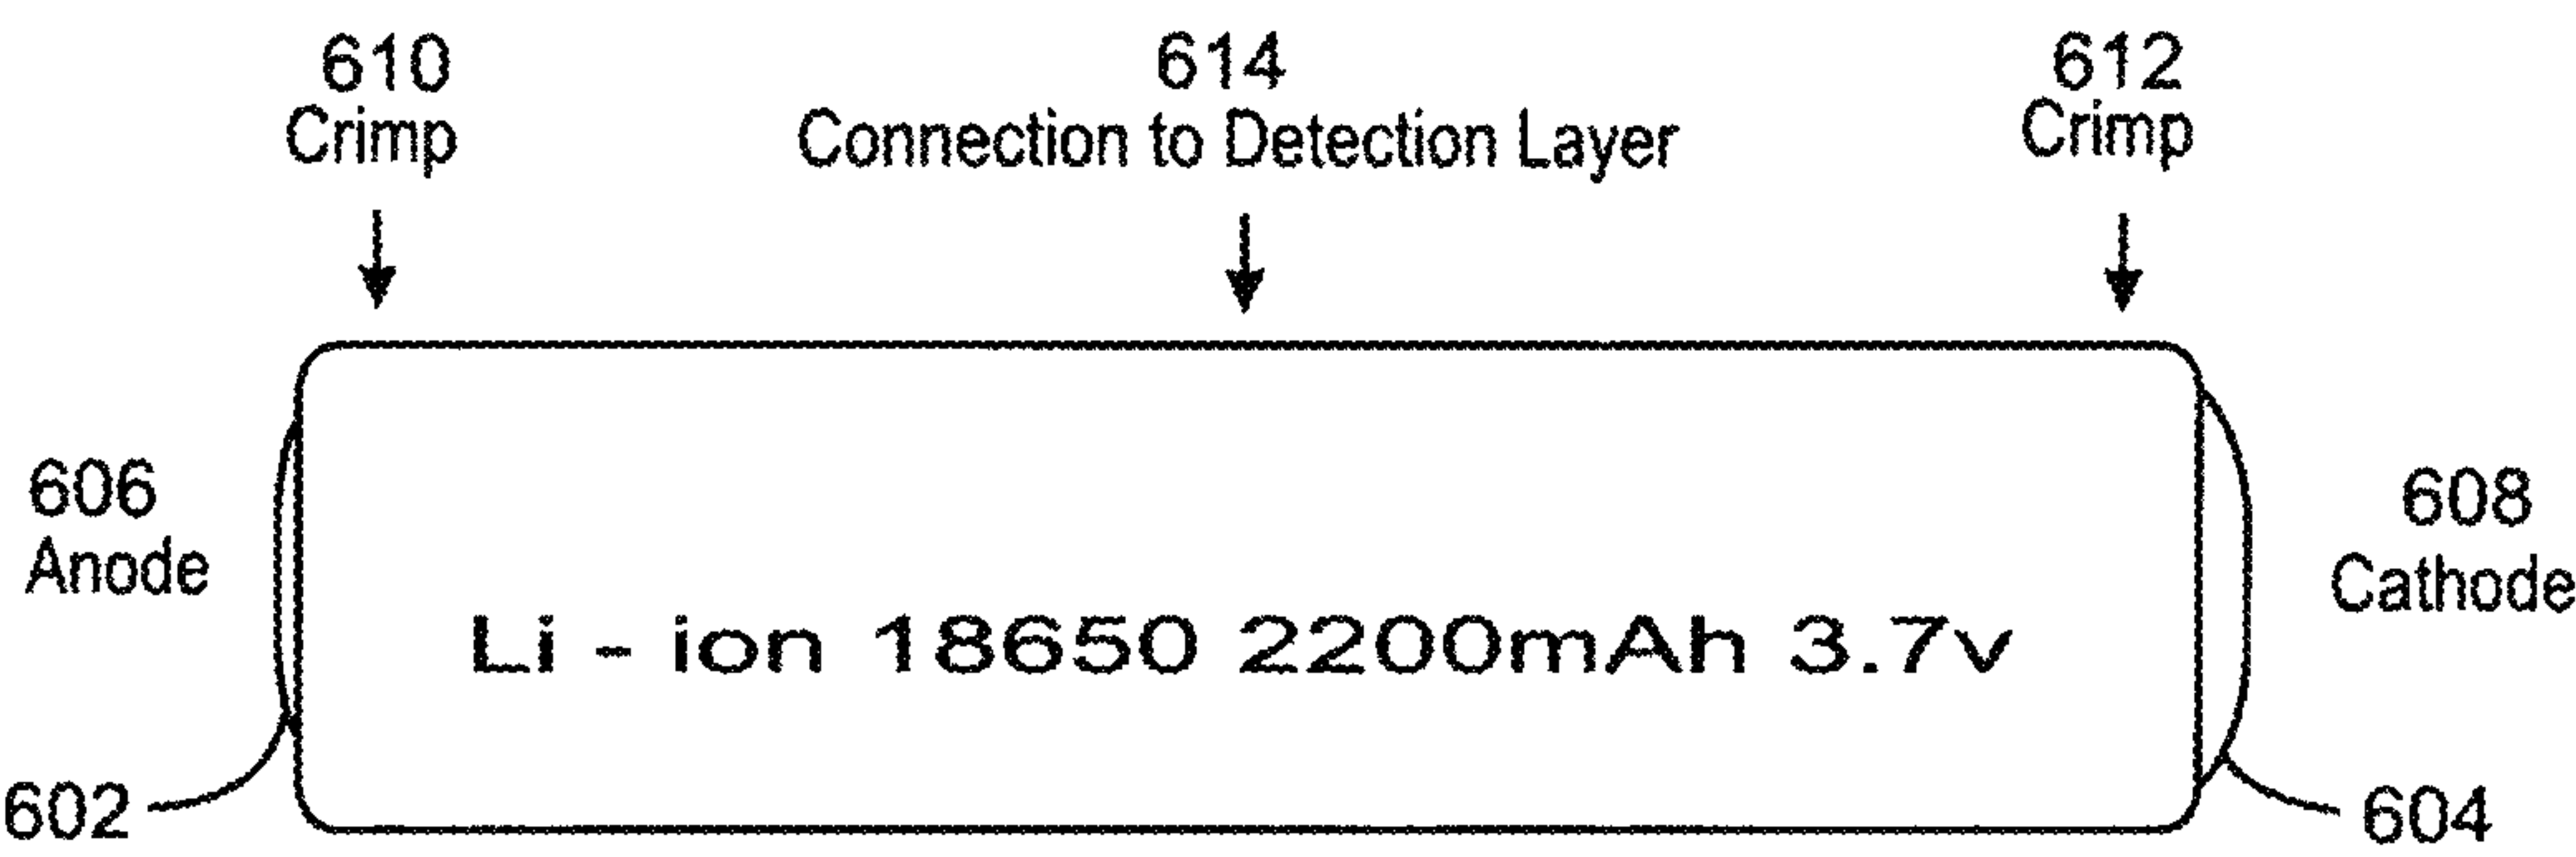 610
Crimp
614
Connection to Detection Layer
612
Crimp
606
Anode
608
Cathode
Li - ion 18650 2200mAh 3.7v
602
604